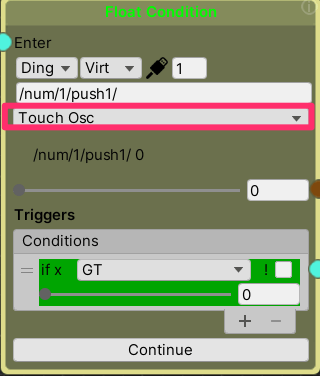 Float Condition
Enter
Ding Virt 1
/num/1/push1/
Touch Osc
/num/1/push1/ 0
0
Triggers
Conditions
if x GT !
0
+ −
Continue